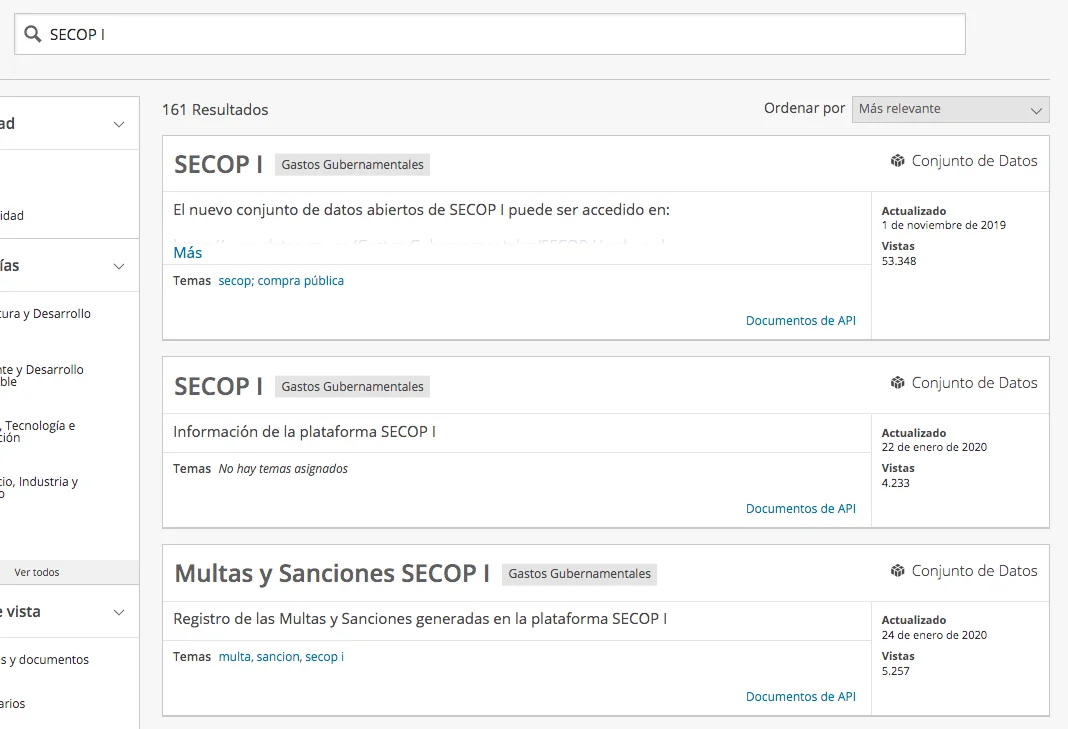 SECOP I
161 Resultados
Ordenar por Más relevante
ad
idad
ías
ura y Desarrollo
te y Desarrollo
ble
, Tecnología e
ción
cio, Industria y
o
Ver todos
e vista
s y documentos
arios
SECOP I Gastos Gubernamentales
Conjunto de Datos
El nuevo conjunto de datos abiertos de SECOP I puede ser accedido en:
Más
Temas secop; compra pública
Documentos de API
Actualizado
1 de noviembre de 2019
Vistas
53.348
SECOP I Gastos Gubernamentales
Conjunto de Datos
Información de la plataforma SECOP I
Temas No hay temas asignados
Documentos de API
Actualizado
22 de enero de 2020
Vistas
4.233
Multas y Sanciones SECOP I Gastos Gubernamentales
Conjunto de Datos
Registro de las Multas y Sanciones generadas en la plataforma SECOP I
Temas multa, sancion, secop i
Documentos de API
Actualizado
24 de enero de 2020
Vistas
5.257